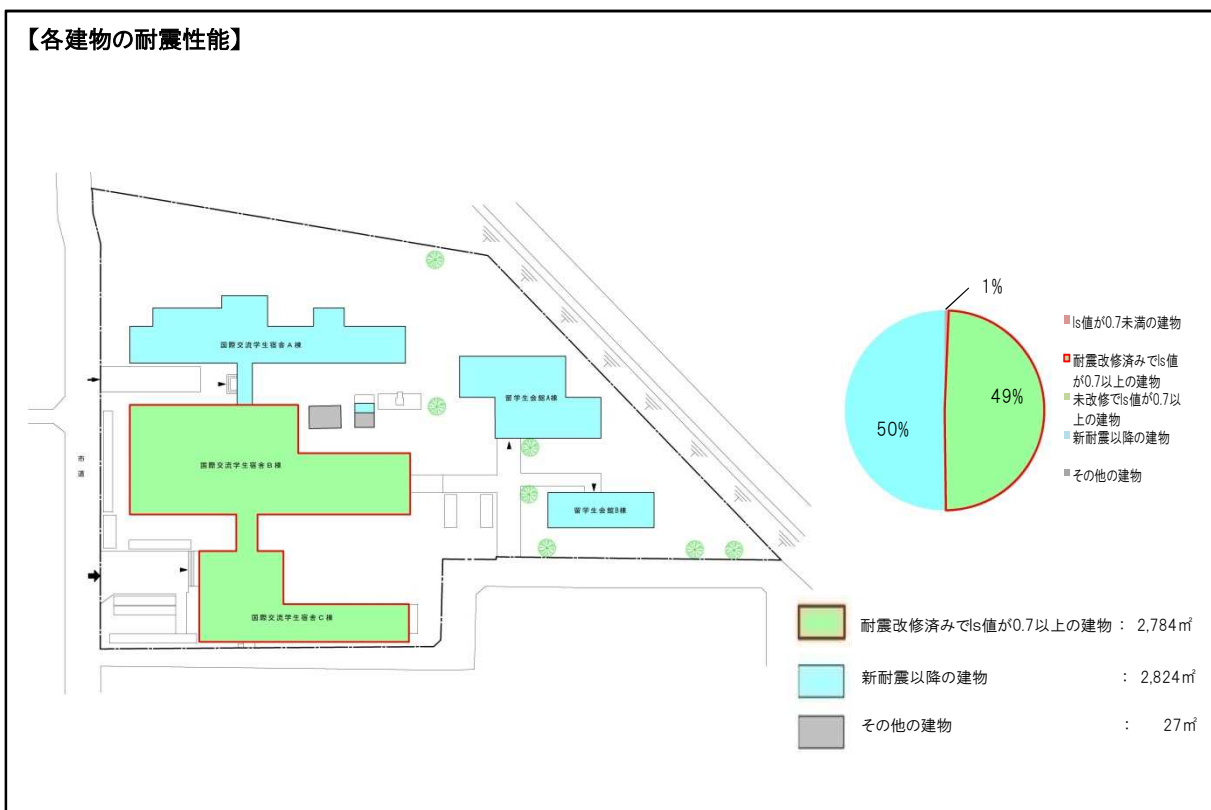 【各建物の耐震性能】
国際交流学生宿舎A棟
留学生会館A棟
国際交流学生宿舎B棟
市道
留学生会館B棟
国際交流学生宿舎C棟
1%
49%
50%
Is値が0.7未満の建物
耐震改修済みでIs値
が0.7以上の建物
未改修でIs値が0.7以
上の建物
新耐震以降の建物
その他の建物
耐震改修済みでIs値が0.7以上の建物 : 2,784㎡
新耐震以降の建物 : 2,824㎡
その他の建物 : 27㎡